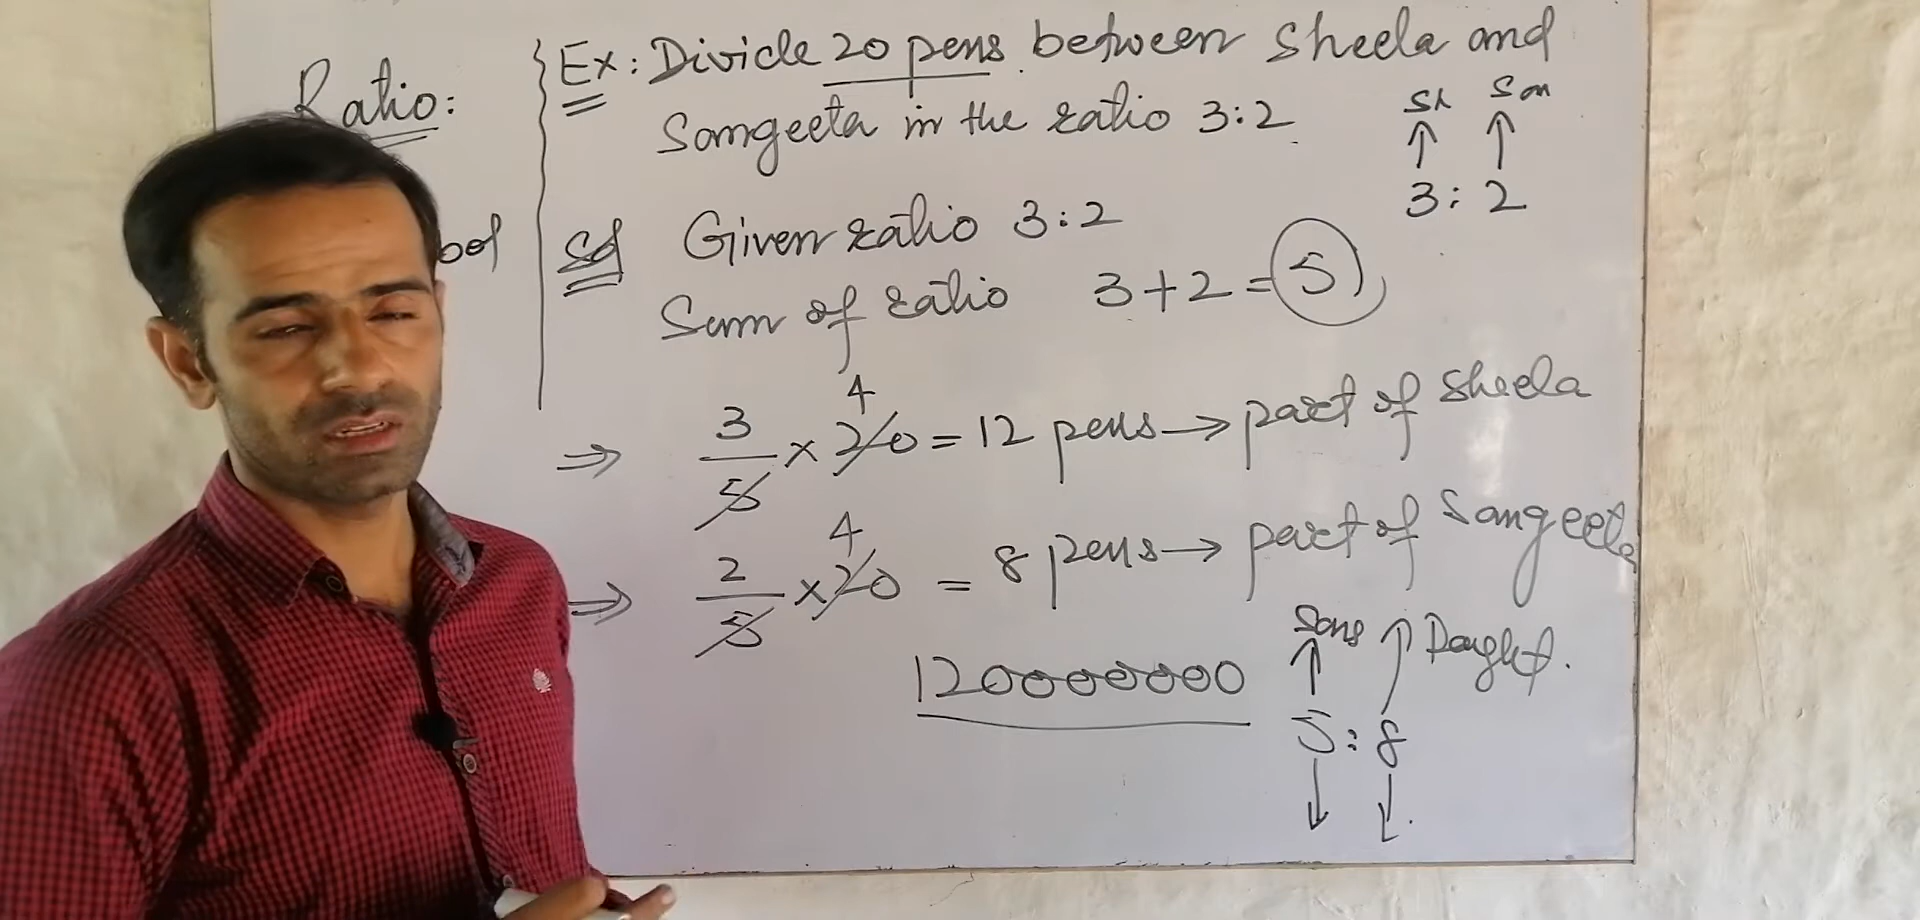 Ratio:
Ex: Divide 20 pens between Sheela and
Sangeeta in the ratio 3:2
Sh San
3:2
Sol Given ratio 3:2
Sum of ratio 3+2=5
4
⇒ 3/5 × 20 = 12 pens → part of Sheela
4
⇒ 2/5 × 20 = 8 pens → part of Sangeeta
Sons Daught.
1200000000
5:8